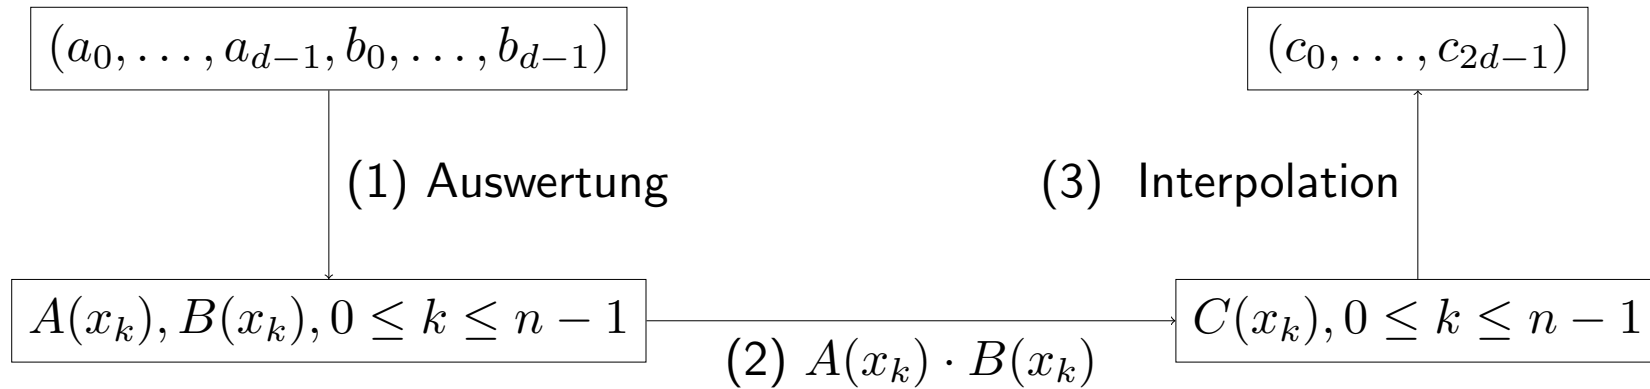 (a_0, …, a_{d−1}, b_0, …, b_{d−1})
(c_0, …, c_{2d−1})
(1) Auswertung
(3) Interpolation
A(x_k), B(x_k), 0 ≤ k ≤ n − 1
(2) A(x_k) · B(x_k)
C(x_k), 0 ≤ k ≤ n − 1